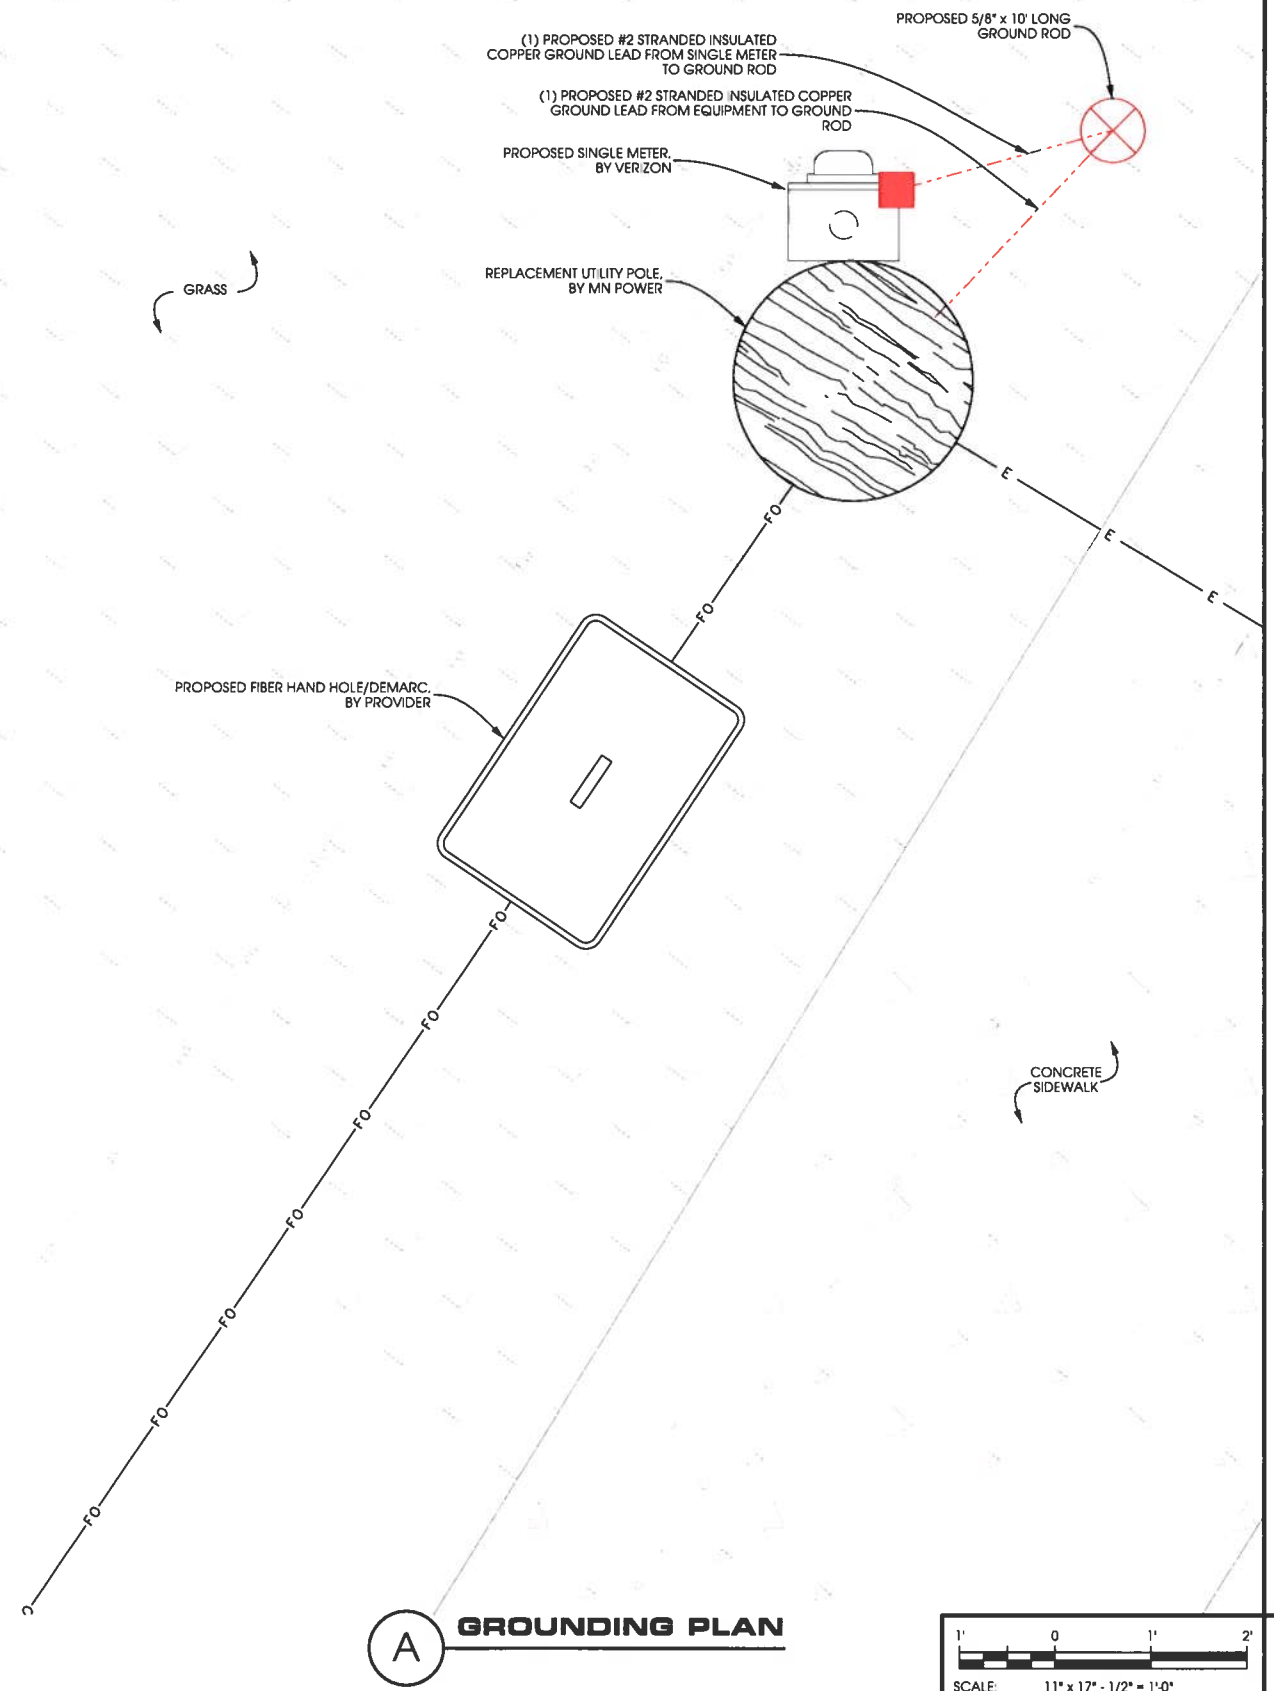 PROPOSED 5/8" x 10' LONG
GROUND ROD
(1) PROPOSED #2 STRANDED INSULATED
COPPER GROUND LEAD FROM SINGLE METER
TO GROUND ROD
(1) PROPOSED #2 STRANDED INSULATED COPPER
GROUND LEAD FROM EQUIPMENT TO GROUND
ROD
PROPOSED SINGLE METER,
BY VERIZON
REPLACEMENT UTILITY POLE,
BY MN POWER
GRASS
E
E
E
FO
FO
PROPOSED FIBER HAND HOLE/DEMARC,
BY PROVIDER
FO
FO
FO
FO
FO
FO
FO
CONCRETE
SIDEWALK
A
GROUNDING PLAN
1' 0 1' 2'
SCALE: 11" x 17" - 1/2" = 1'-0"